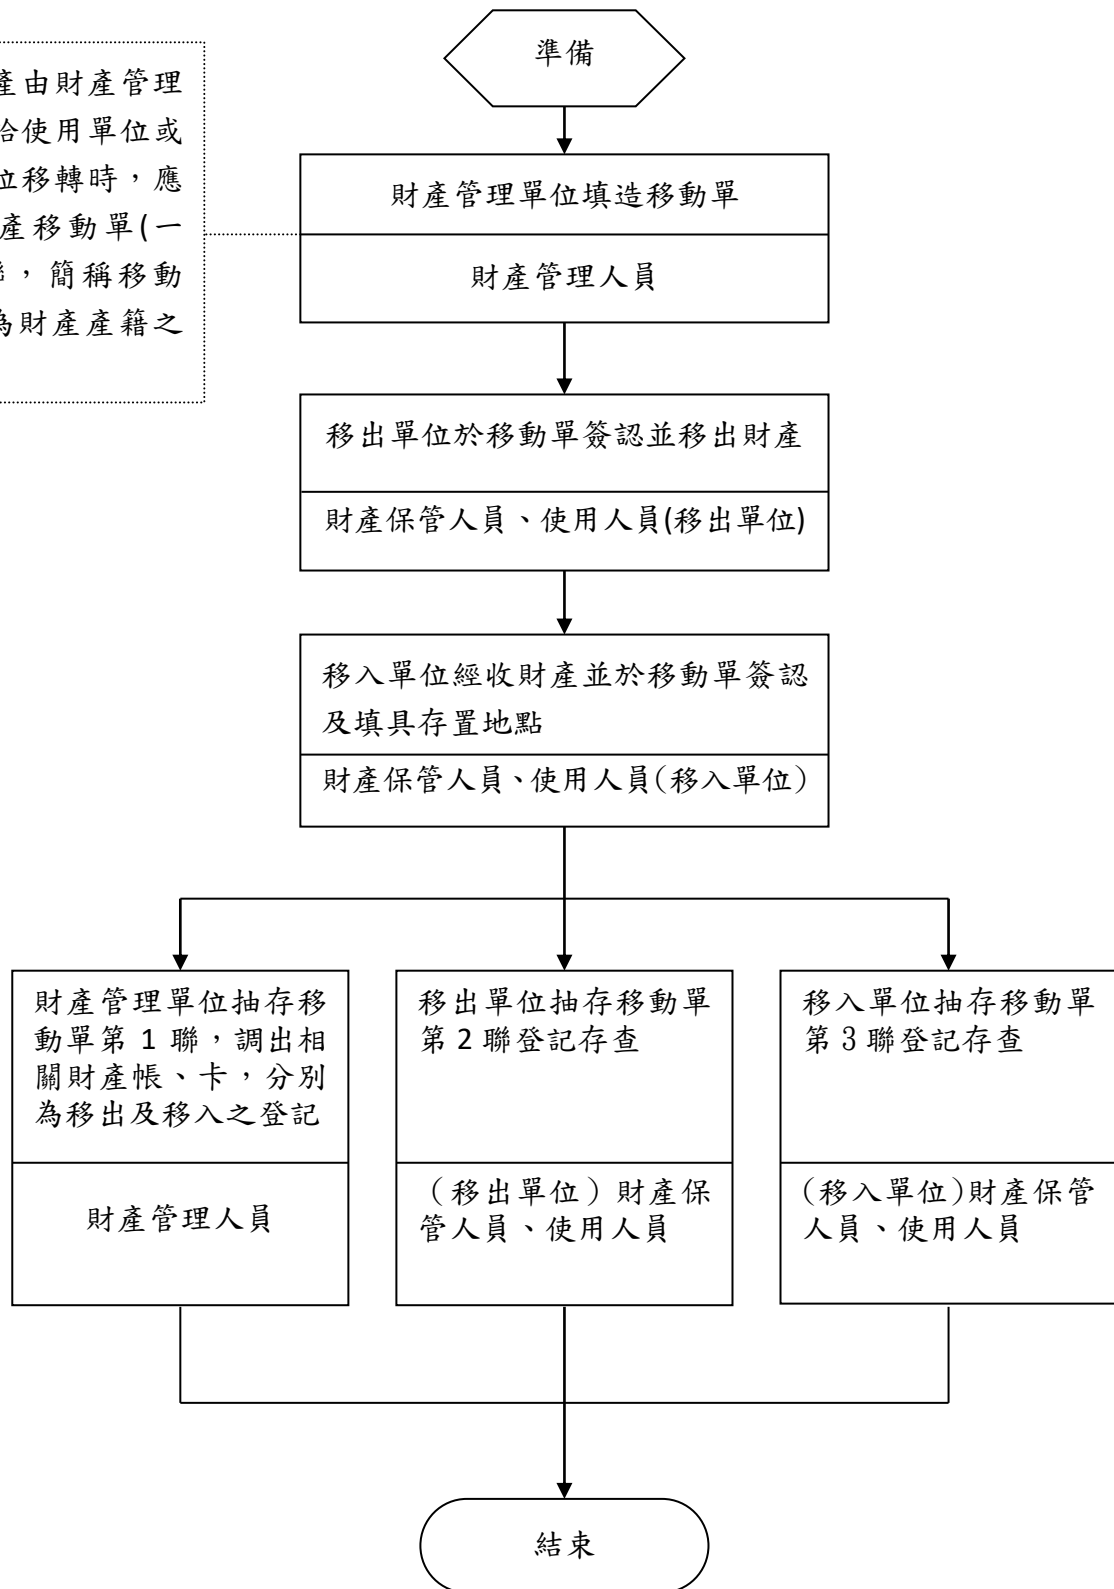 準備
產由財產管理
給使用單位或
位移轉時，應
產移動單(一
聯，簡稱移動
為財產產籍之
財產管理單位填造移動單
財產管理人員
移出單位於移動單簽認並移出財產
財產保管人員、使用人員(移出單位)
移入單位經收財產並於移動單簽認
及填具存置地點
財產保管人員、使用人員(移入單位)
財產管理單位抽存移
動單第 1 聯，調出相
關財產帳、卡，分別
為移出及移入之登記
財產管理人員
移出單位抽存移動單
第 2 聯登記存查
（移出單位）財產保
管人員、使用人員
移入單位抽存移動單
第 3 聯登記存查
(移入單位)財產保管
人員、使用人員
結束